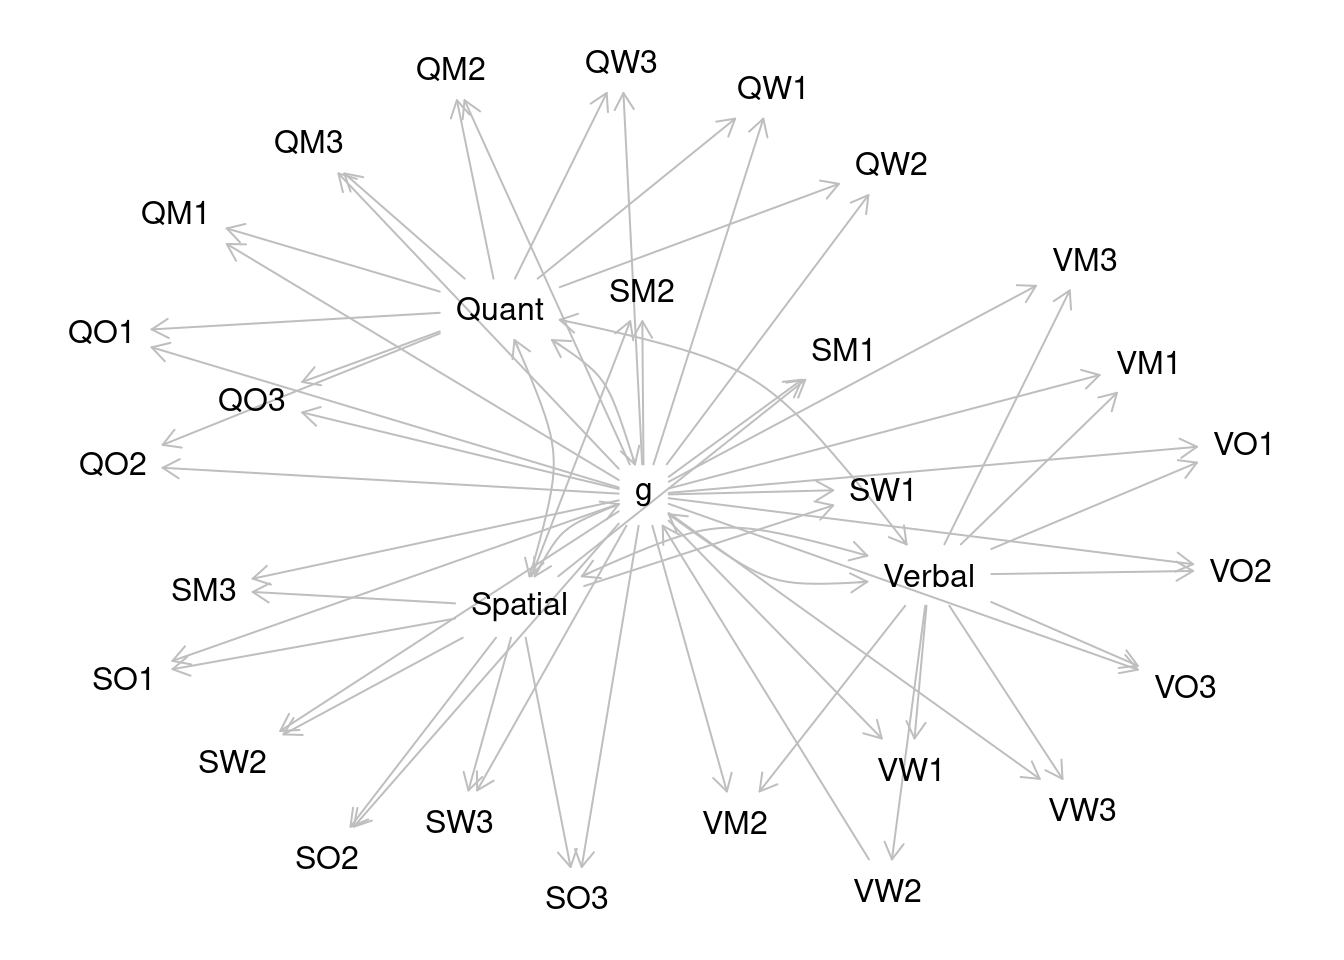 QW3
QM2
QW1
QM3
QW2
QM1
VM3
SM2
Quant
QO1
SM1
VM1
QO3
VO1
QO2
g
SW1
VO2
Verbal
SM3
Spatial
SO1
VO3
SW2
VW1
VW3
SW3
VM2
SO2
VW2
SO3